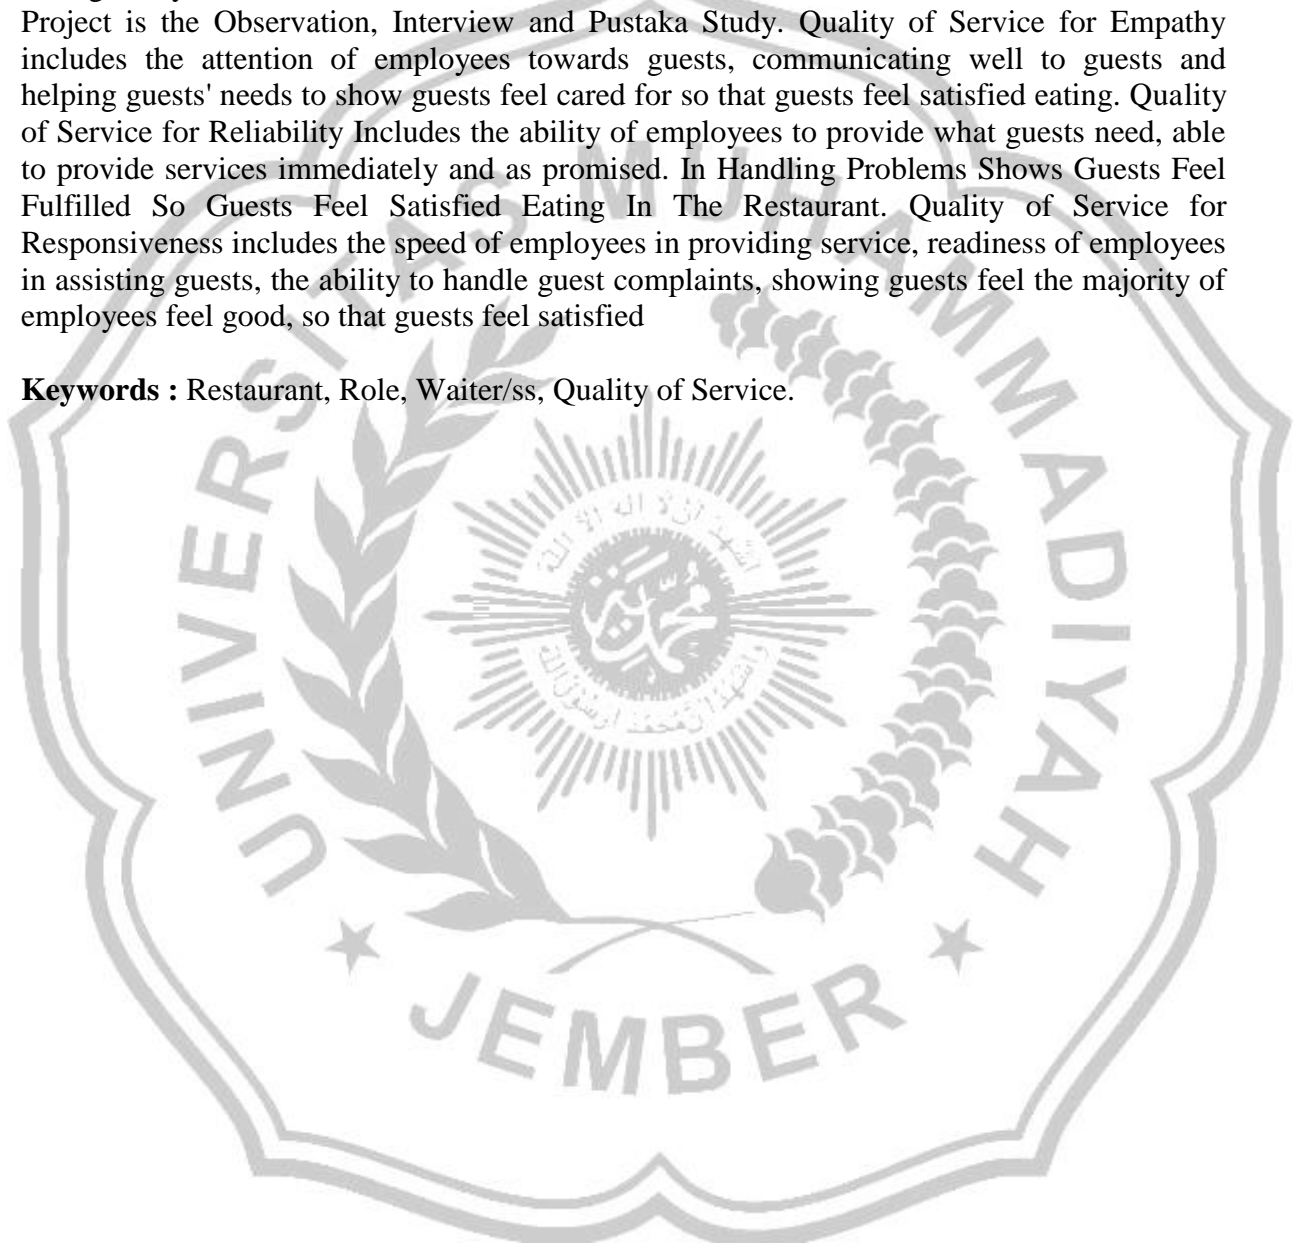 Project is the Observation, Interview and Pustaka Study. Quality of Service for Empathy
includes the attention of employees towards guests, communicating well to guests and
helping guests' needs to show guests feel cared for so that guests feel satisfied eating. Quality
of Service for Reliability Includes the ability of employees to provide what guests need, able
to provide services immediately and as promised. In Handling Problems Shows Guests Feel
Fulfilled So Guests Feel Satisfied Eating In The Restaurant. Quality of Service for
Responsiveness includes the speed of employees in providing service, readiness of employees
in assisting guests, the ability to handle guest complaints, showing guests feel the majority of
employees feel good, so that guests feel satisfied
Keywords : Restaurant, Role, Waiter/ss, Quality of Service.
UNIVERSITAS MUHAMMADIYAH
JEMBER